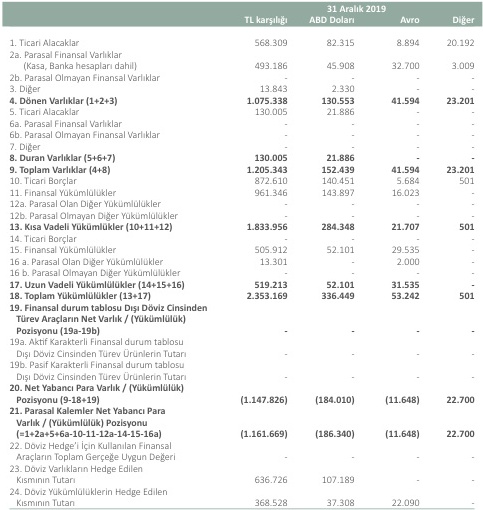 31 Aralık 2019
TL karşılığı ABD Doları Avro Diğer
1. Ticari Alacaklar 568.309 82.315 8.894 20.192
2a. Parasal Finansal Varlıklar
(Kasa, Banka hesapları dahil) 493.186 45.908 32.700 3.009
2b. Parasal Olmayan Finansal Varlıklar - - - -
3. Diğer 13.843 2.330 - -
4. Dönen Varlıklar (1+2+3) 1.075.338 130.553 41.594 23.201
5. Ticari Alacaklar 130.005 21.886 - -
6a. Parasal Finansal Varlıklar - - - -
6b. Parasal Olmayan Finansal Varlıklar - - - -
7. Diğer - - - -
8. Duran Varlıklar (5+6+7) 130.005 21.886 - -
9. Toplam Varlıklar (4+8) 1.205.343 152.439 41.594 23.201
10. Ticari Borçlar 872.610 140.451 5.684 501
11. Finansal Yükümlülükler 961.346 143.897 16.023 -
12a. Parasal Olan Diğer Yükümlülükler - - - -
12b. Parasal Olmayan Diğer Yükümlülükler - - - -
13. Kısa Vadeli Yükümlülükler (10+11+12) 1.833.956 284.348 21.707 501
14. Ticari Borçlar - - - -
15. Finansal Yükümlülükler 505.912 52.101 29.535 -
16 a. Parasal Olan Diğer Yükümlülükler 13.301 - 2.000 -
16 b. Parasal Olmayan Diğer Yükümlülükler - - - -
17. Uzun Vadeli Yükümlülükler (14+15+16) 519.213 52.101 31.535 -
18. Toplam Yükümlülükler (13+17) 2.353.169 336.449 53.242 501
19. Finansal durum tablosu Dışı Döviz Cinsinden
Türev Araçların Net Varlık / (Yükümlülük)
Pozisyonu (19a-19b) - - - -
19a. Aktif Karakterli Finansal durum tablosu
Dışı Döviz Cinsinden Türev Ürünlerin Tutarı - - - -
19b. Pasif Karakterli Finansal durum tablosu
Dışı Döviz Cinsinden Türev Ürünlerin Tutarı - - - -
20. Net Yabancı Para Varlık / (Yükümlülük)
Pozisyonu (9-18+19) (1.147.826) (184.010) (11.648) 22.700
21. Parasal Kalemler Net Yabancı Para
Varlık / (Yükümlülük) Pozisyonu
(=1+2a+5+6a-10-11-12a-14-15-16a) (1.161.669) (186.340) (11.648) 22.700
22. Döviz Hedge'i İçin Kullanılan Finansal
Araçların Toplam Gerçeğe Uygun Değeri - - - -
23. Döviz Varlıkların Hedge Edilen
Kısmının Tutarı 636.726 107.189 - -
24. Döviz Yükümlülüklerin Hedge Edilen
Kısmının Tutarı 368.528 37.308 22.090 -